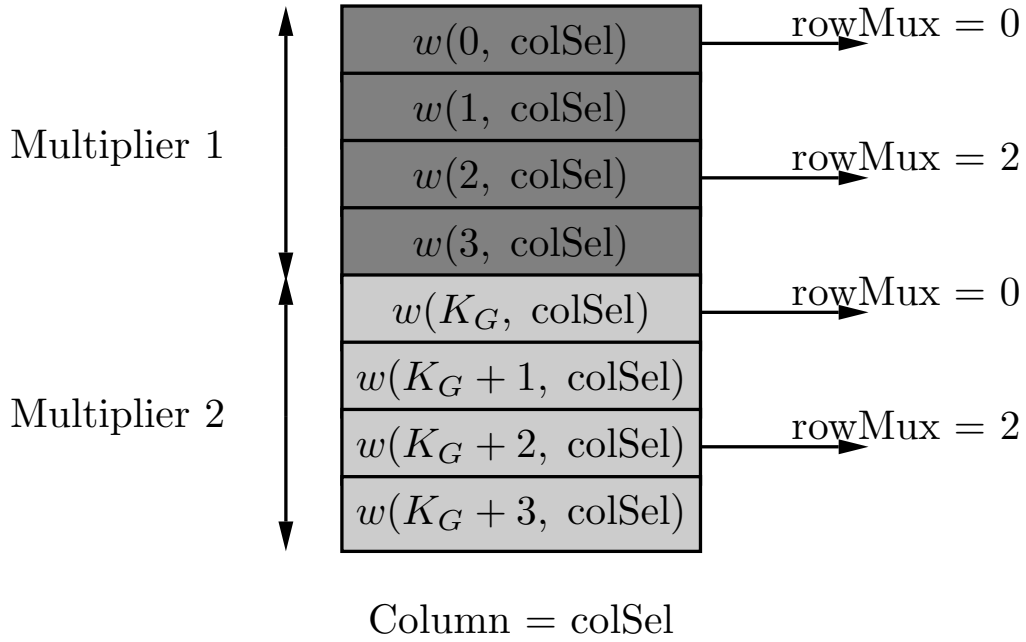 w(0, colSel)
rowMux = 0
w(1, colSel)
Multiplier 1
w(2, colSel)
rowMux = 2
w(3, colSel)
w(K_G, colSel)
rowMux = 0
w(K_G + 1, colSel)
Multiplier 2
w(K_G + 2, colSel)
rowMux = 2
w(K_G + 3, colSel)
Column = colSel